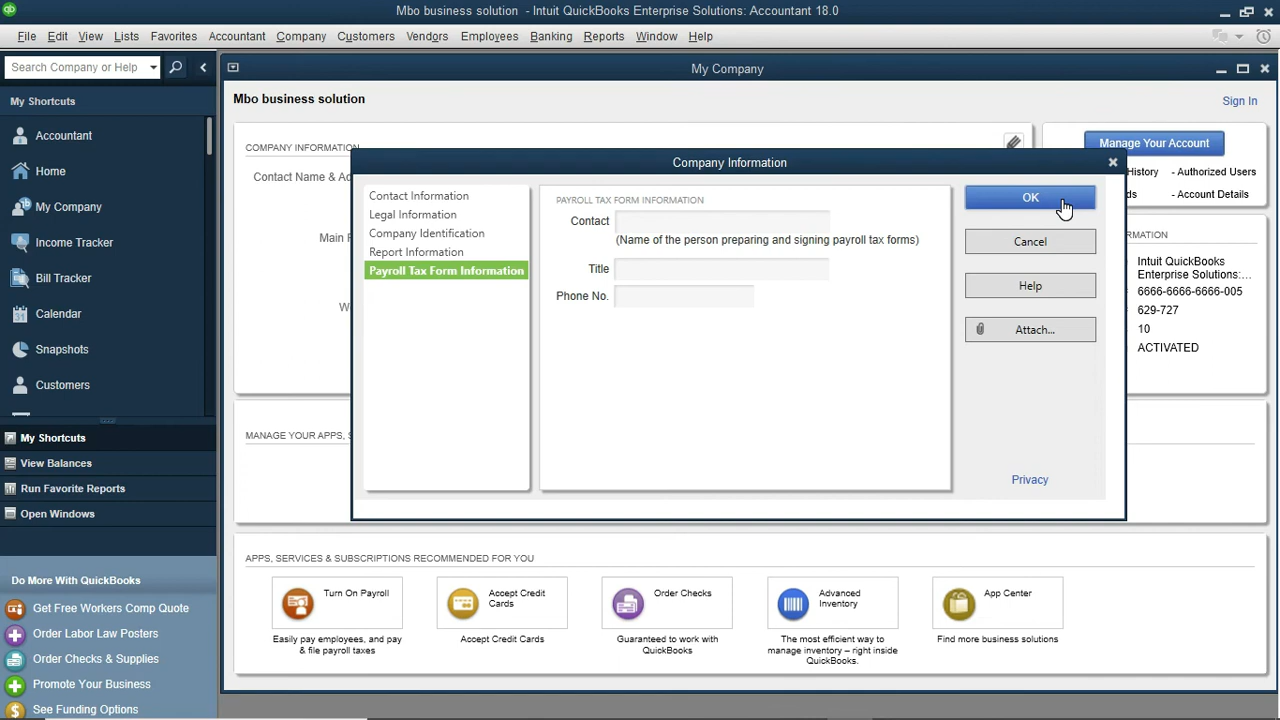 Mbo business solution - Intuit QuickBooks Enterprise Solutions: Accountant 18.0
File Edit View Lists Favorites Accountant Company Customers Vendors Employees Banking Reports Window Help
Search Company or Help
My Shortcuts
Accountant
Home
My Company
Income Tracker
Bill Tracker
Calendar
Snapshots
Customers
My Shortcuts
View Balances
Run Favorite Reports
Open Windows
Do More With QuickBooks
Get Free Workers Comp Quote
Order Labor Law Posters
Order Checks & Supplies
Promote Your Business
See Funding Options
My Company
Mbo business solution
Sign In
COMPANY INFORMATION
Contact Name & Ad
Main F
W
Manage Your Account
History - Authorized Users
ds - Account Details
ORMATION
Intuit QuickBooks
Enterprise Solutions:...
6666-6666-6666-005
629-727
10
ACTIVATED
Company Information
Contact Information
Legal Information
Company Identification
Report Information
Payroll Tax Form Information
PAYROLL TAX FORM INFORMATION
Contact
(Name of the person preparing and signing payroll tax forms)
Title
Phone No.
OK
Cancel
Help
Attach...
Privacy
MANAGE YOUR APPS, S
APPS, SERVICES & SUBSCRIPTIONS RECOMMENDED FOR YOU
Turn On Payroll
Easily pay employees, and pay
& file payroll taxes
Accept Credit
Cards
Accept Credit Cards
Order Checks
Guaranteed to work with
QuickBooks
Advanced
Inventory
The most efficient way to
manage inventory – right inside
QuickBooks.
App Center
Find more business solutions